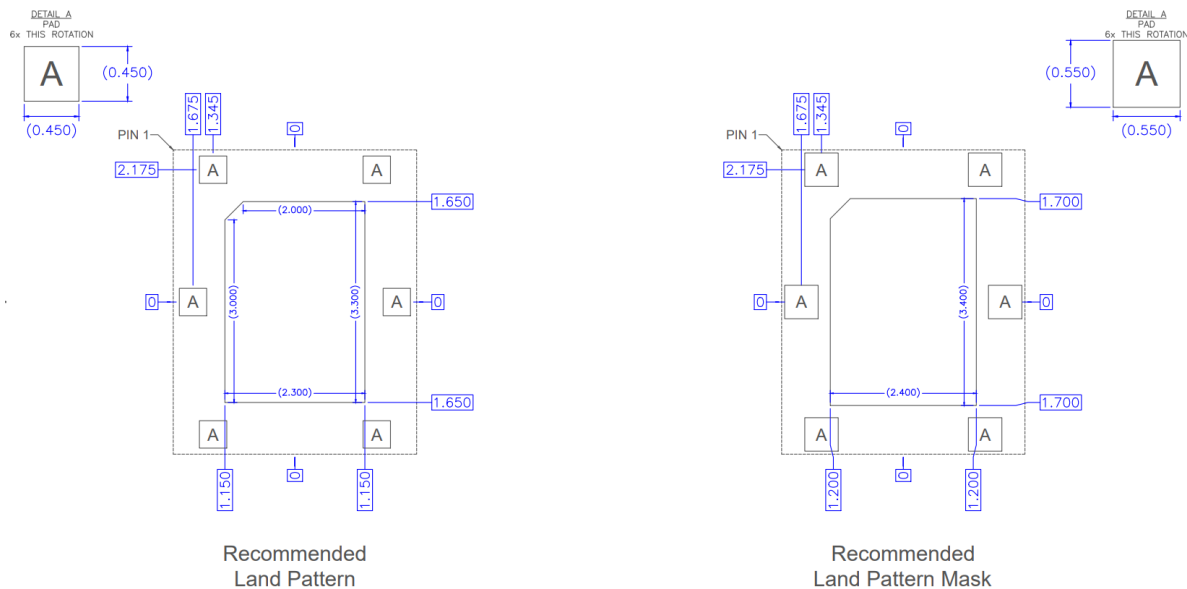 DETAIL A
PAD
6x THIS ROTATION
A
(0.450)
(0.450)
1.675
1.345
0
PIN 1
2.175
A
A
1.650
(2.000)
0
A
(3.000)
(3.300)
A
0
(2.300)
1.650
A
A
1.150
0
1.150
Recommended
Land Pattern
DETAIL A
PAD
6x THIS ROTATION
A
(0.550)
(0.550)
1.675
1.345
0
PIN 1
2.175
A
A
1.700
0
A
(3.400)
A
0
(2.400)
1.700
A
A
1.200
0
1.200
Recommended
Land Pattern Mask